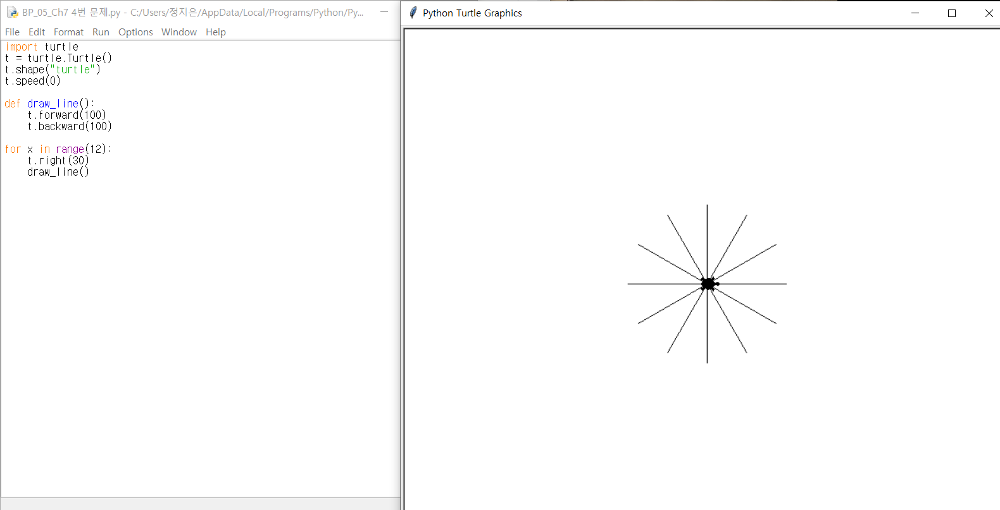 BP_05_Ch7 4번 문제.py - C:/Users/정지은/AppData/Local/Programs/Python/Py...
File Edit Format Run Options Window Help
import turtle
t = turtle.Turtle()
t.shape("turtle")
t.speed(0)
def draw_line():
    t.forward(100)
    t.backward(100)
for x in range(12):
    t.right(30)
    draw_line()
Python Turtle Graphics